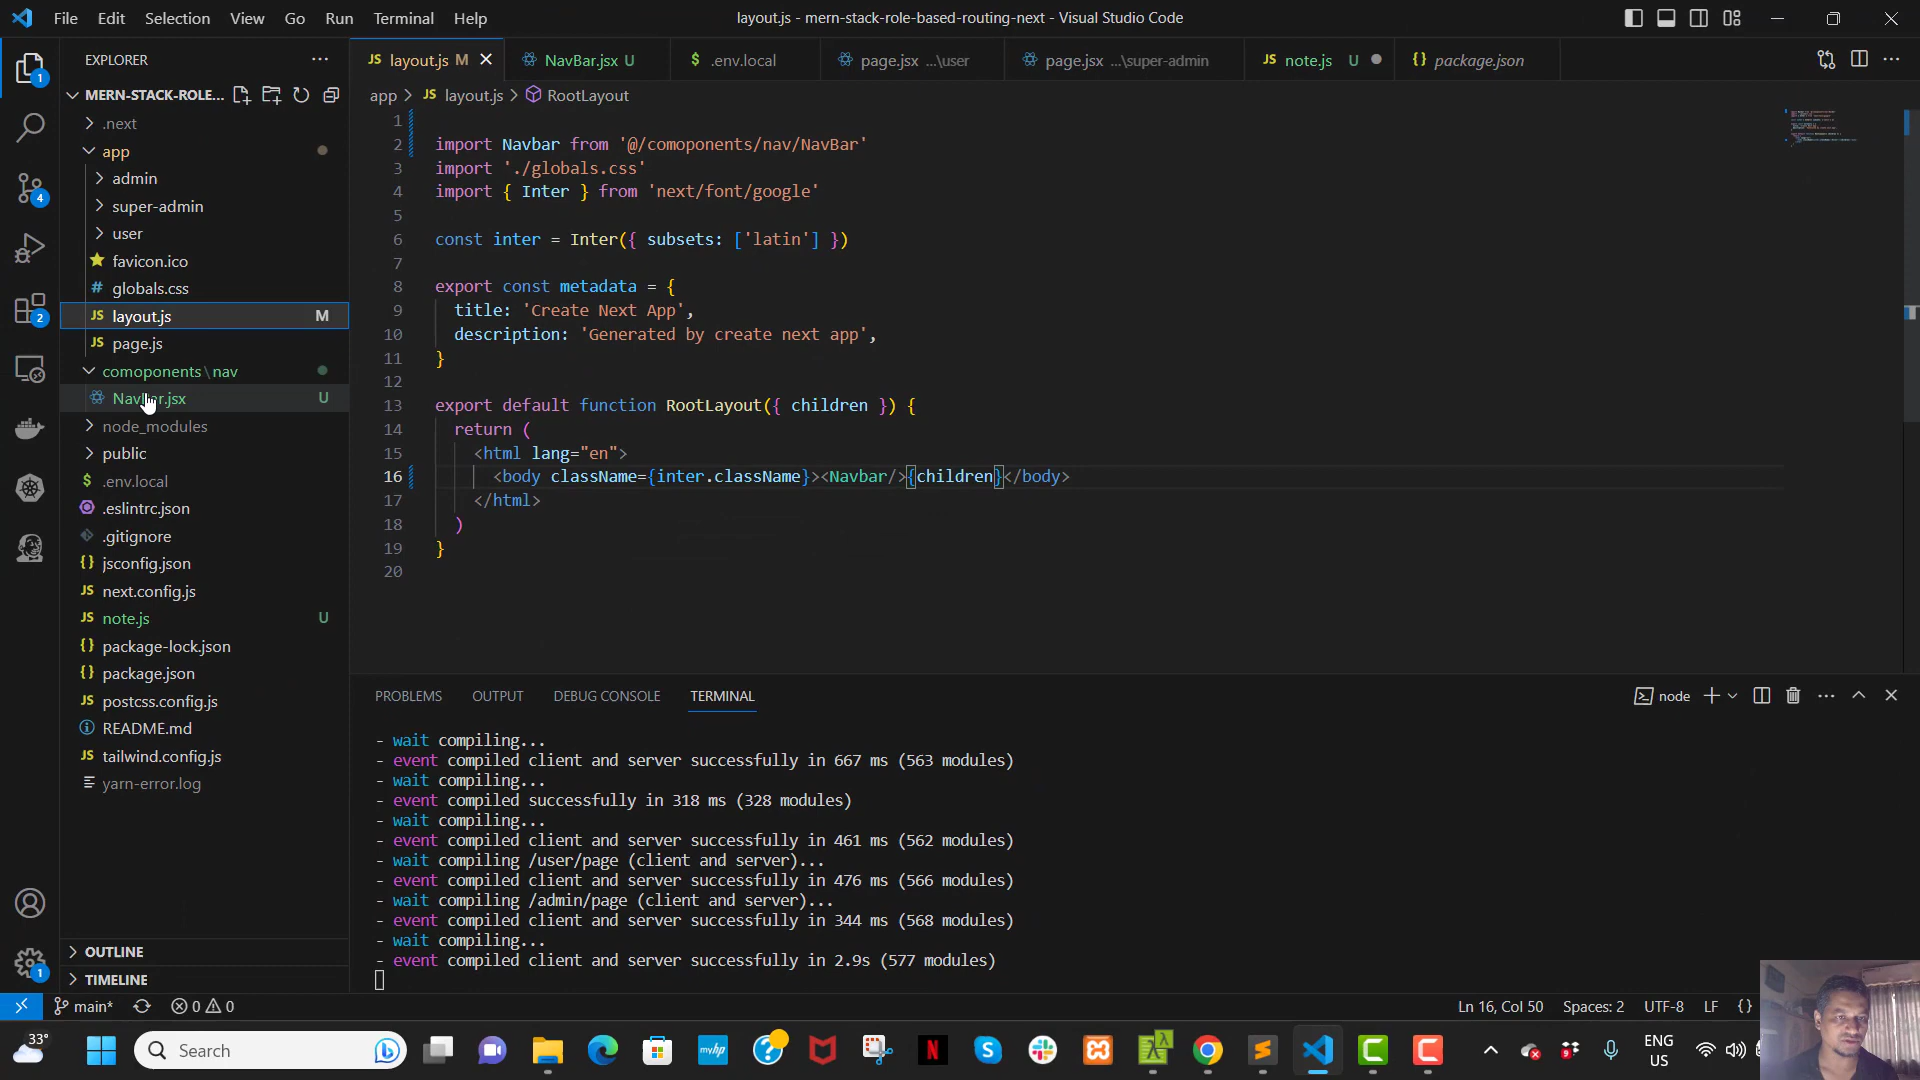 File Edit Selection View Go Run Terminal Help
layout.js - mern-stack-role-based-routing-next - Visual Studio Code
EXPLORER
MERN-STACK-ROLE...
.next
app
admin
super-admin
user
favicon.ico
globals.css
layout.js M
page.js
comoponents\nav
U
node_modules
public
.env.local
.eslintrc.json
.gitignore
jsconfig.json
next.config.js
note.js U
package-lock.json
package.json
postcss.config.js
README.md
tailwind.config.js
yarn-error.log
OUTLINE
TIMELINE
1
4
2
1
layout.js M NavBar.jsx U .env.local page.jsx ...\user page.jsx ...\super-admin note.js U package.json
app > layout.js > RootLayout
1
2 import Navbar from '@/comoponents/nav/NavBar'
3 import './globals.css'
4 import { Inter } from 'next/font/google'
5
6 const inter = Inter({ subsets: ['latin'] })
7
8 export const metadata = {
9 title: 'Create Next App',
10 description: 'Generated by create next app',
11 }
12
13 export default function RootLayout({ children }) {
14 return (
15 <html lang="en">
16 <body className={inter.className}><Navbar/>{children}</body>
17 </html>
18 )
19 }
20
PROBLEMS OUTPUT DEBUG CONSOLE TERMINAL
node
- wait compiling...
- event compiled client and server successfully in 667 ms (563 modules)
- wait compiling...
- event compiled successfully in 318 ms (328 modules)
- wait compiling...
- event compiled client and server successfully in 461 ms (562 modules)
- wait compiling /user/page (client and server)...
- event compiled client and server successfully in 476 ms (566 modules)
- wait compiling /admin/page (client and server)...
- event compiled client and server successfully in 344 ms (568 modules)
- wait compiling...
- event compiled client and server successfully in 2.9s (577 modules)
main* 0 0
Ln 16, Col 50 Spaces: 2 UTF-8 LF {}
33°
Search
ENG
US